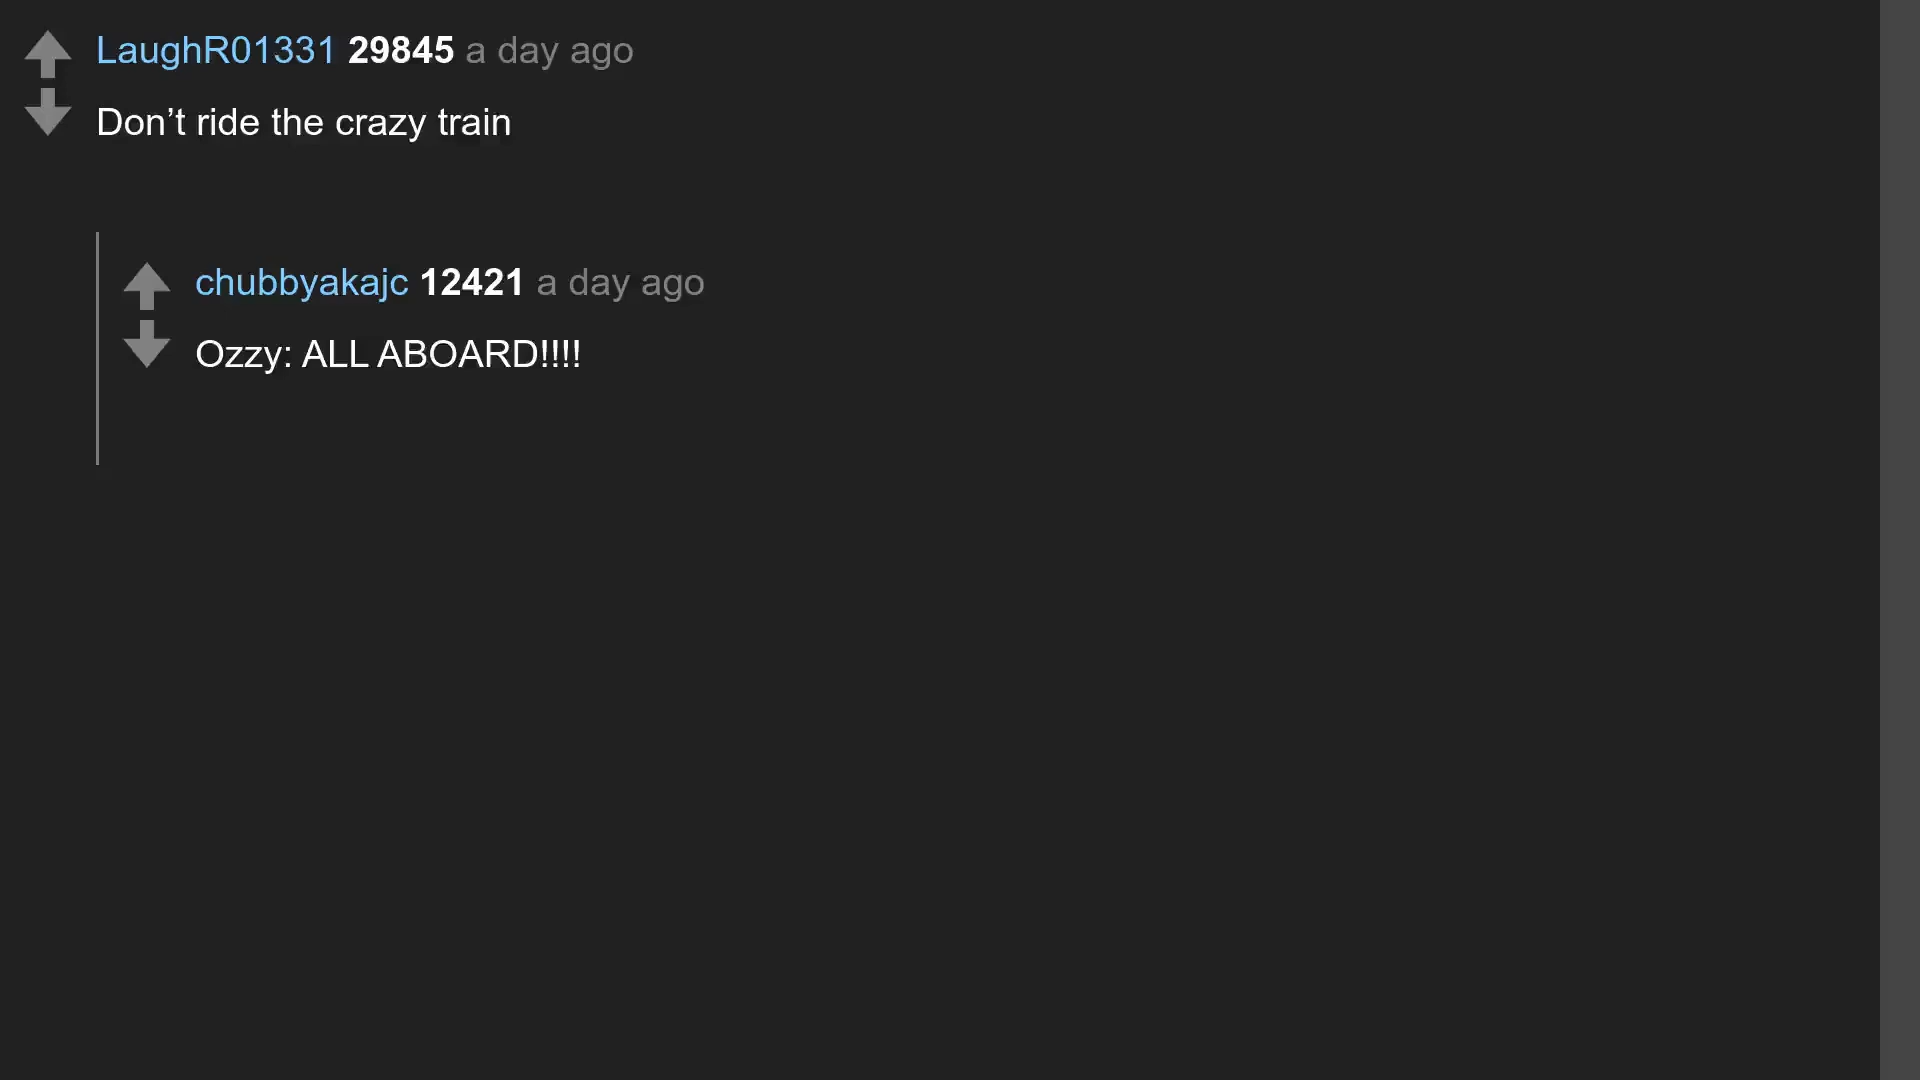 LaughR01331 29845 a day ago
Don’t ride the crazy train
chubbyakajc 12421 a day ago
Ozzy: ALL ABOARD!!!!